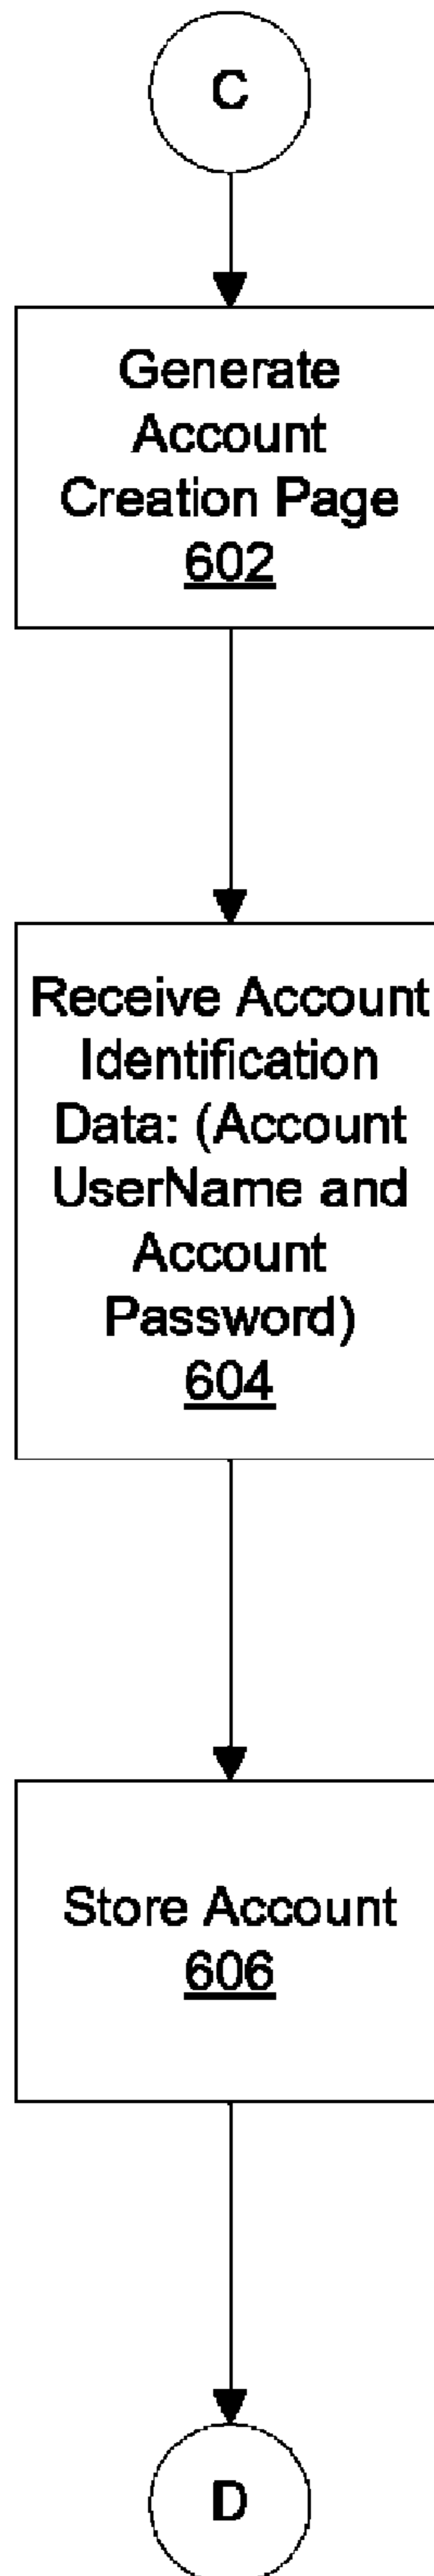 C
Generate
Account
Creation Page
602
Receive Account
Identification
Data: (Account
UserName and
Account
Password)
604
Store Account
606
D